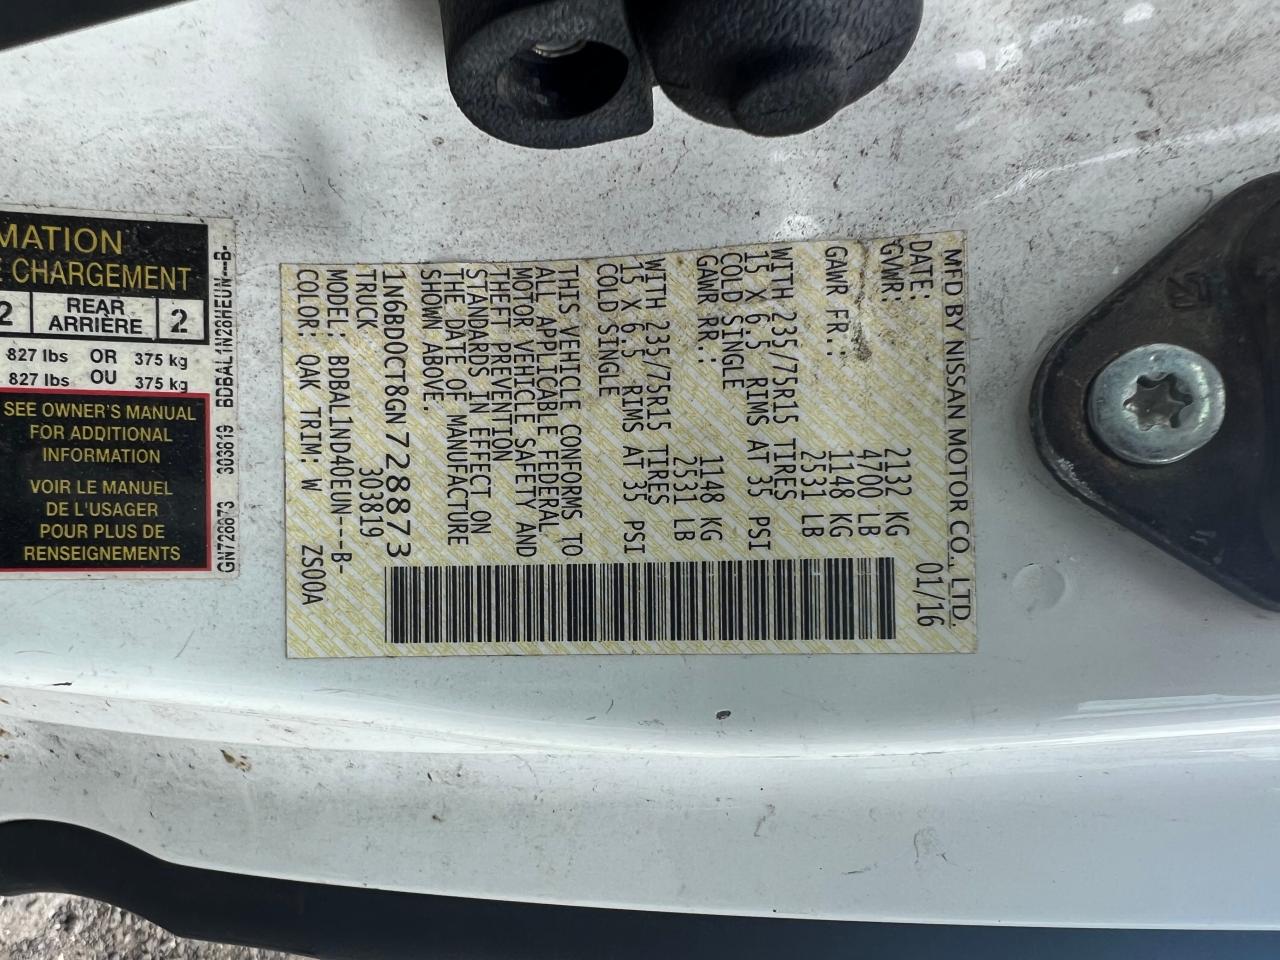 MATION
E CHARGEMENT
2 REAR ARRIÈRE 2
827 lbs OR 375 kg
827 lbs OU 375 kg
SEE OWNER'S MANUAL
FOR ADDITIONAL
INFORMATION
VOIR LE MANUEL
DE L'USAGER
POUR PLUS DE
RENSEIGNEMENTS
303819 BDBAL1N26HEUN---B-
GN728873
MFD BY NISSAN MOTOR CO., LTD.
DATE: 01/16
GVWR: 2132 KG
4700 LB
GAWR FR.: 1148 KG
2531 LB
WITH 235/75R15 TIRES
15 X 6.5 RIMS AT 35 PSI
COLD SINGLE
GAWR RR.: 1148 KG
2531 LB
WITH 235/75R15 TIRES
15 X 6.5 RIMS AT 35 PSI
COLD SINGLE
THIS VEHICLE CONFORMS TO
ALL APPLICABLE FEDERAL
MOTOR VEHICLE SAFETY AND
THEFT PREVENTION
STANDARDS IN EFFECT ON
THE DATE OF MANUFACTURE
SHOWN ABOVE.
1N6BD0CT8GN728873
TRUCK 303819
MODEL: BDBAL1ND40EUN---B-
COLOR: QAK TRIM: W ZS00A